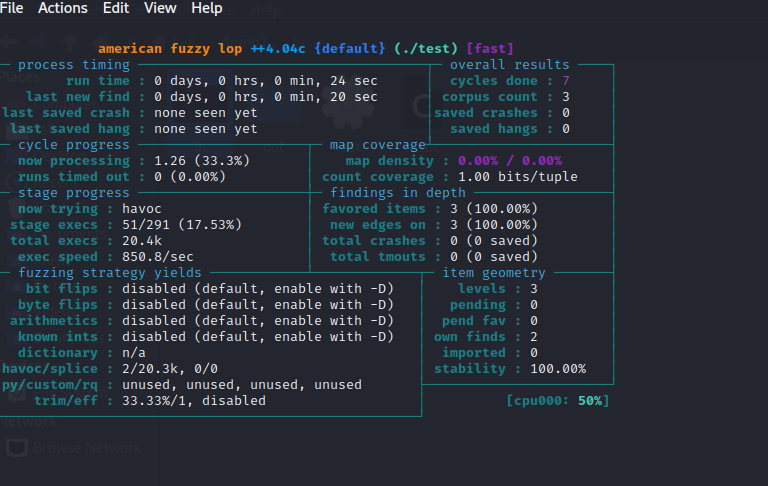 File Actions Edit View Help
american fuzzy lop ++4.04c {default} (./test) [fast]
process timing overall results
run time : 0 days, 0 hrs, 0 min, 24 sec cycles done : 7
last new find : 0 days, 0 hrs, 0 min, 20 sec corpus count : 3
last saved crash : none seen yet saved crashes : 0
last saved hang : none seen yet saved hangs : 0
cycle progress map coverage
now processing : 1.26 (33.3%) map density : 0.00% / 0.00%
runs timed out : 0 (0.00%) count coverage : 1.00 bits/tuple
stage progress findings in depth
now trying : havoc favored items : 3 (100.00%)
stage execs : 51/291 (17.53%) new edges on : 3 (100.00%)
total execs : 20.4k total crashes : 0 (0 saved)
exec speed : 850.8/sec total tmouts : 0 (0 saved)
fuzzing strategy yields item geometry
bit flips : disabled (default, enable with -D) levels : 3
byte flips : disabled (default, enable with -D) pending : 0
arithmetics : disabled (default, enable with -D) pend fav : 0
known ints : disabled (default, enable with -D) own finds : 2
dictionary : n/a imported : 0
havoc/splice : 2/20.3k, 0/0 stability : 100.00%
py/custom/rq : unused, unused, unused, unused
trim/eff : 33.33%/1, disabled [cpu000: 50%]
Network
Browse Network